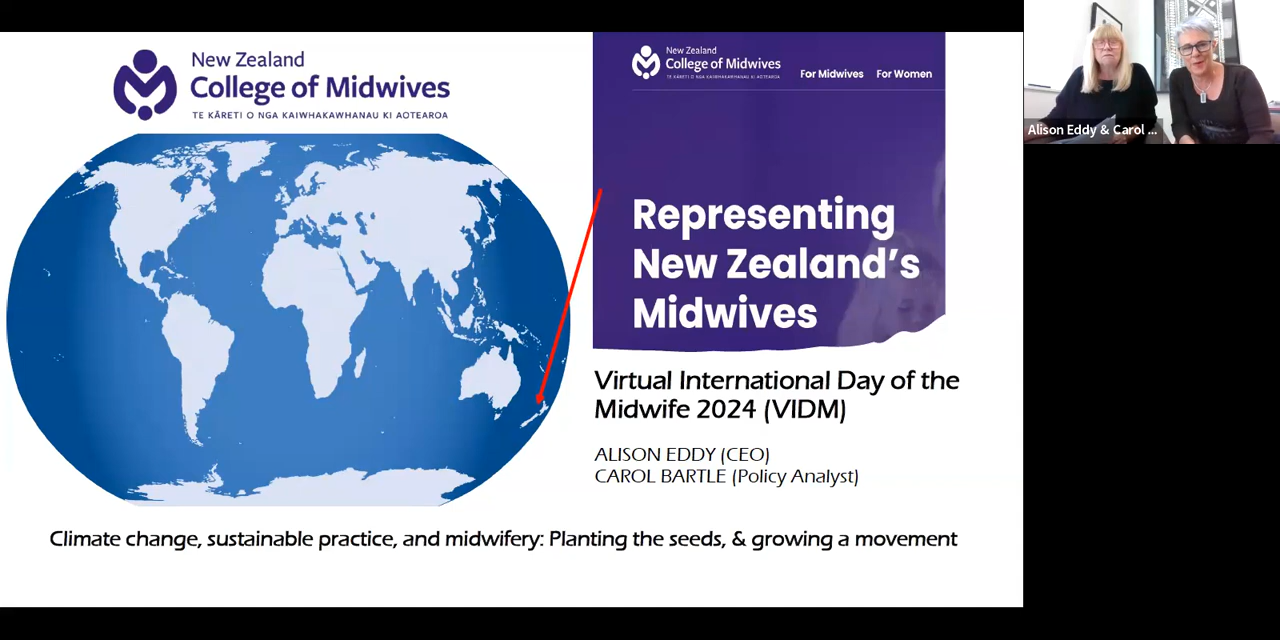 New Zealand
College of Midwives
TE KĀRETI O NGA KAIWHAKAWHANAU KI AOTEAROA
New Zealand
College of Midwives
TE KĀRETI O NGA KAIWHAKAWHANAU KI AOTEAROA
For Midwives For Women
Representing
New Zealand's
Midwives
Virtual International Day of the
Midwife 2024 (VIDM)
ALISON EDDY (CEO)
CAROL BARTLE (Policy Analyst)
Climate change, sustainable practice, and midwifery: Planting the seeds, & growing a movement
Alison Eddy & Carol ...